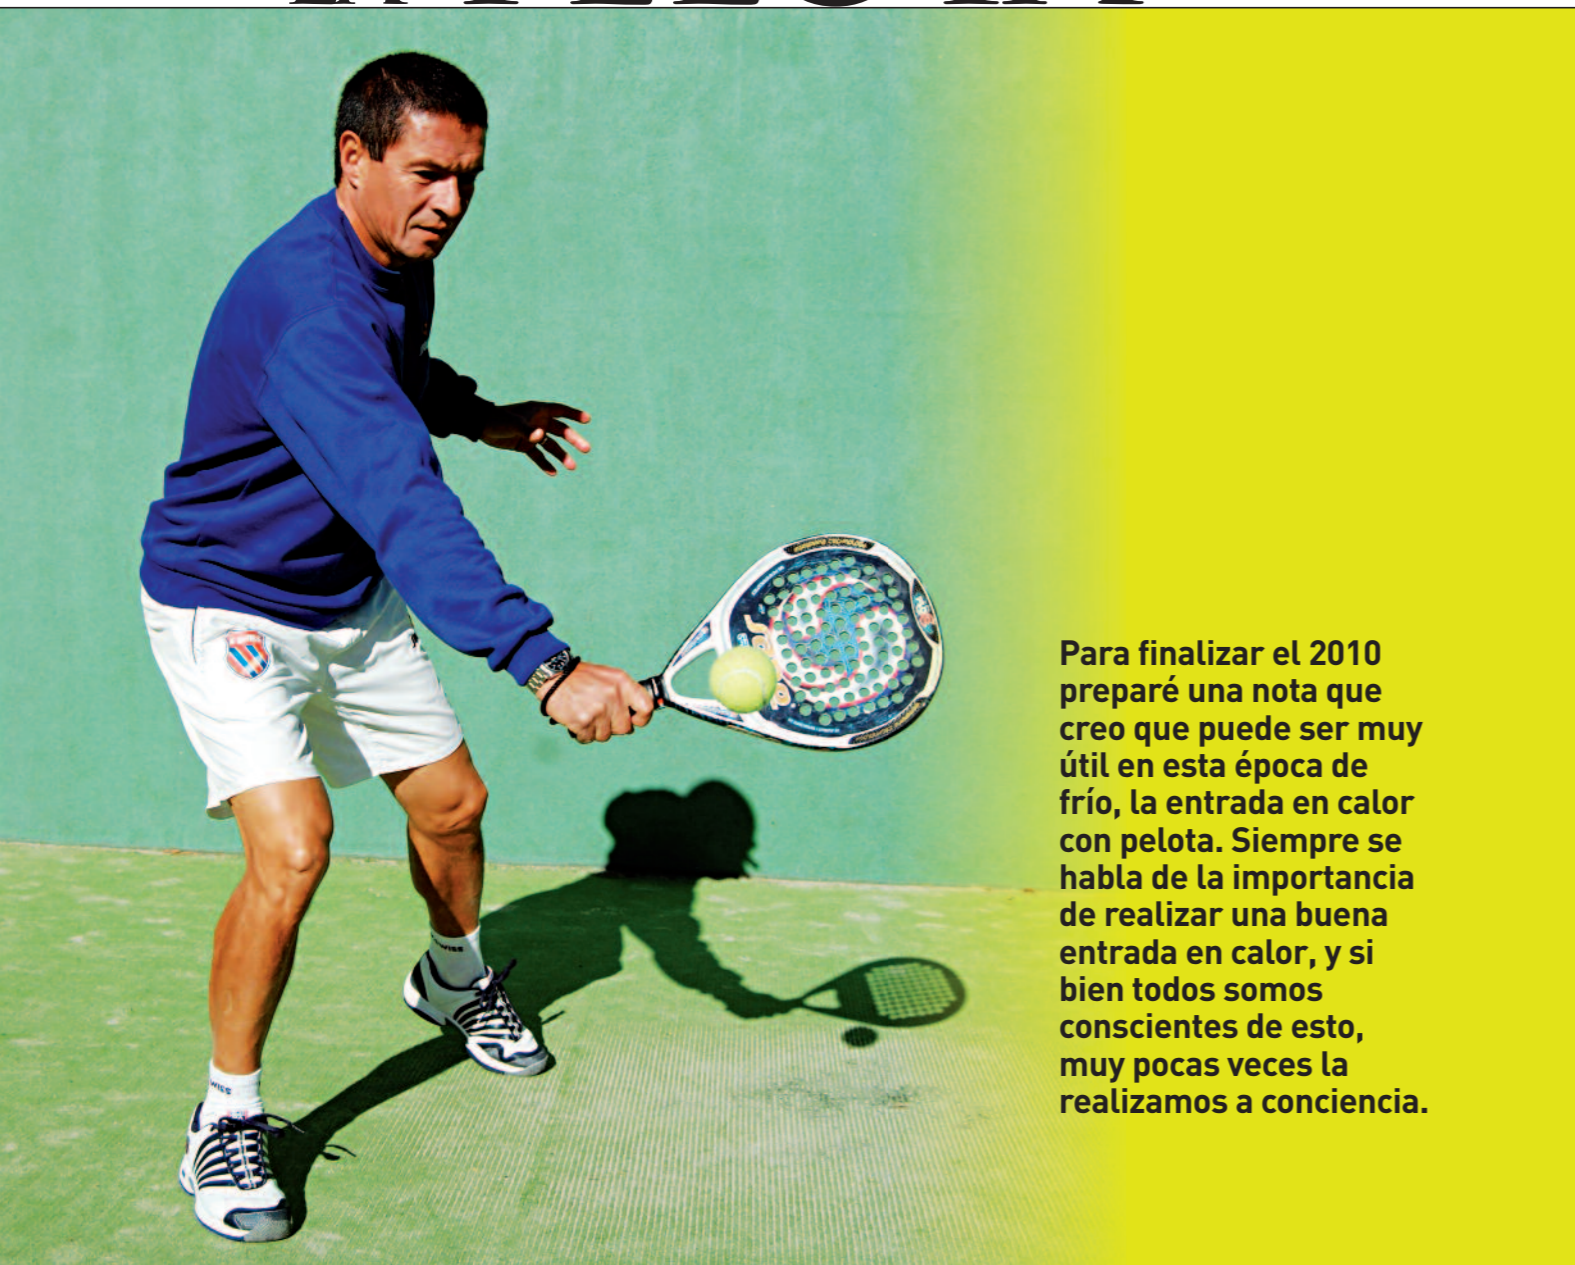 Para finalizar el 2010
preparé una nota que
creo que puede ser muy
útil en esta época de
frío, la entrada en calor
con pelota. Siempre se
habla de la importancia
de realizar una buena
entrada en calor, y si
bien todos somos
conscientes de esto,
muy pocas veces la
realizamos a conciencia.